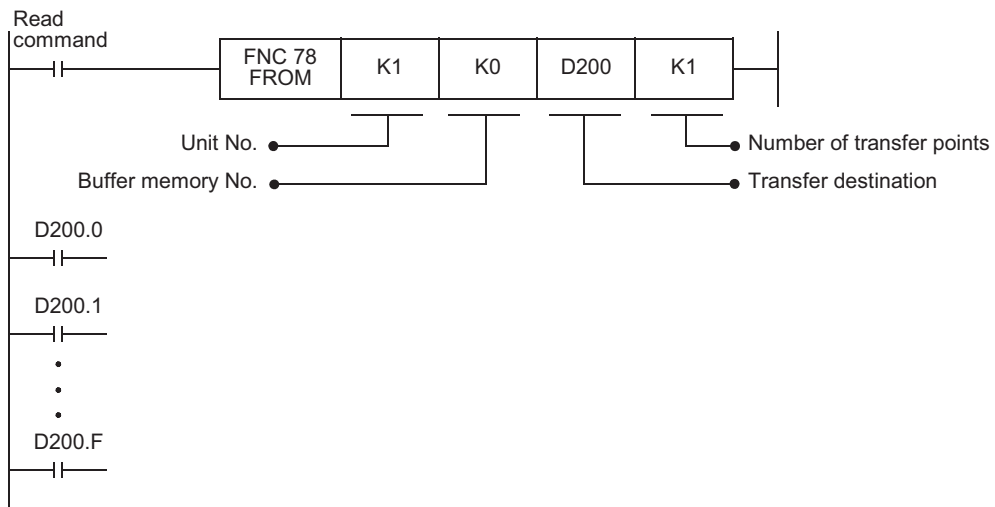 Read
command
FNC 78
FROM
K1
K0
D200
K1
Unit No.
Number of transfer points
Buffer memory No.
Transfer destination
D200.0
D200.1
D200.F